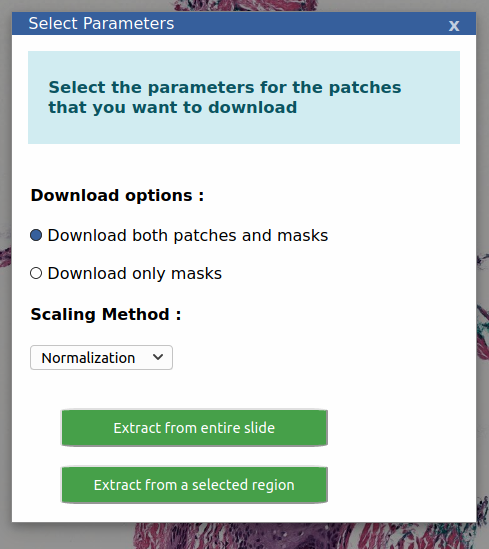 Select Parameters x
Select the parameters for the patches
that you want to download
Download options :
Download both patches and masks
Download only masks
Scaling Method :
Normalization
Extract from entire slide
Extract from a selected region